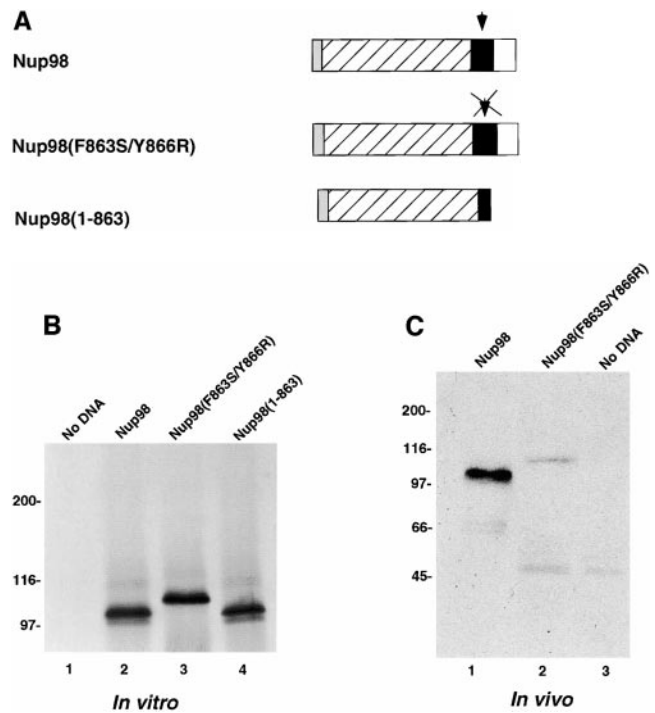 A
Nup98
Nup98(F863S/Y866R)
Nup98(1-863)
B
No DNA
Nup98
Nup98(F863S/Y866R)
Nup98(1-863)
200-
116-
97-
1 2 3 4
In vitro
C
Nup98
Nup98(F863S/Y866R)
No DNA
200-
116-
97-
66-
45-
1 2 3
In vivo